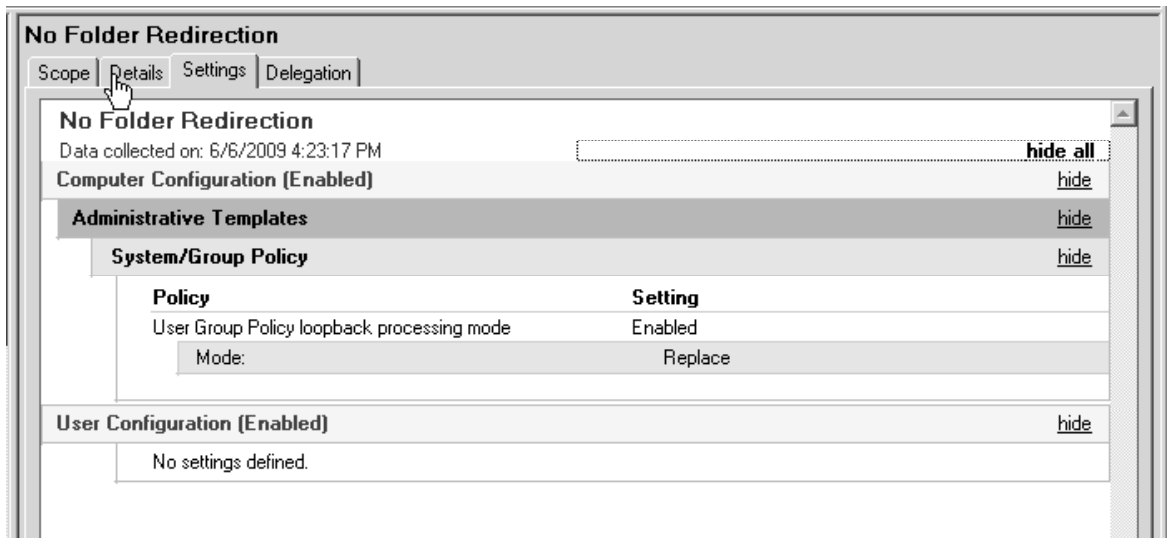 No Folder Redirection
Scope Details Settings Delegation
No Folder Redirection
Data collected on: 6/6/2009 4:23:17 PM hide all
Computer Configuration (Enabled) hide
Administrative Templates hide
System/Group Policy hide
Policy Setting
User Group Policy loopback processing mode Enabled
Mode: Replace
User Configuration (Enabled) hide
No settings defined.